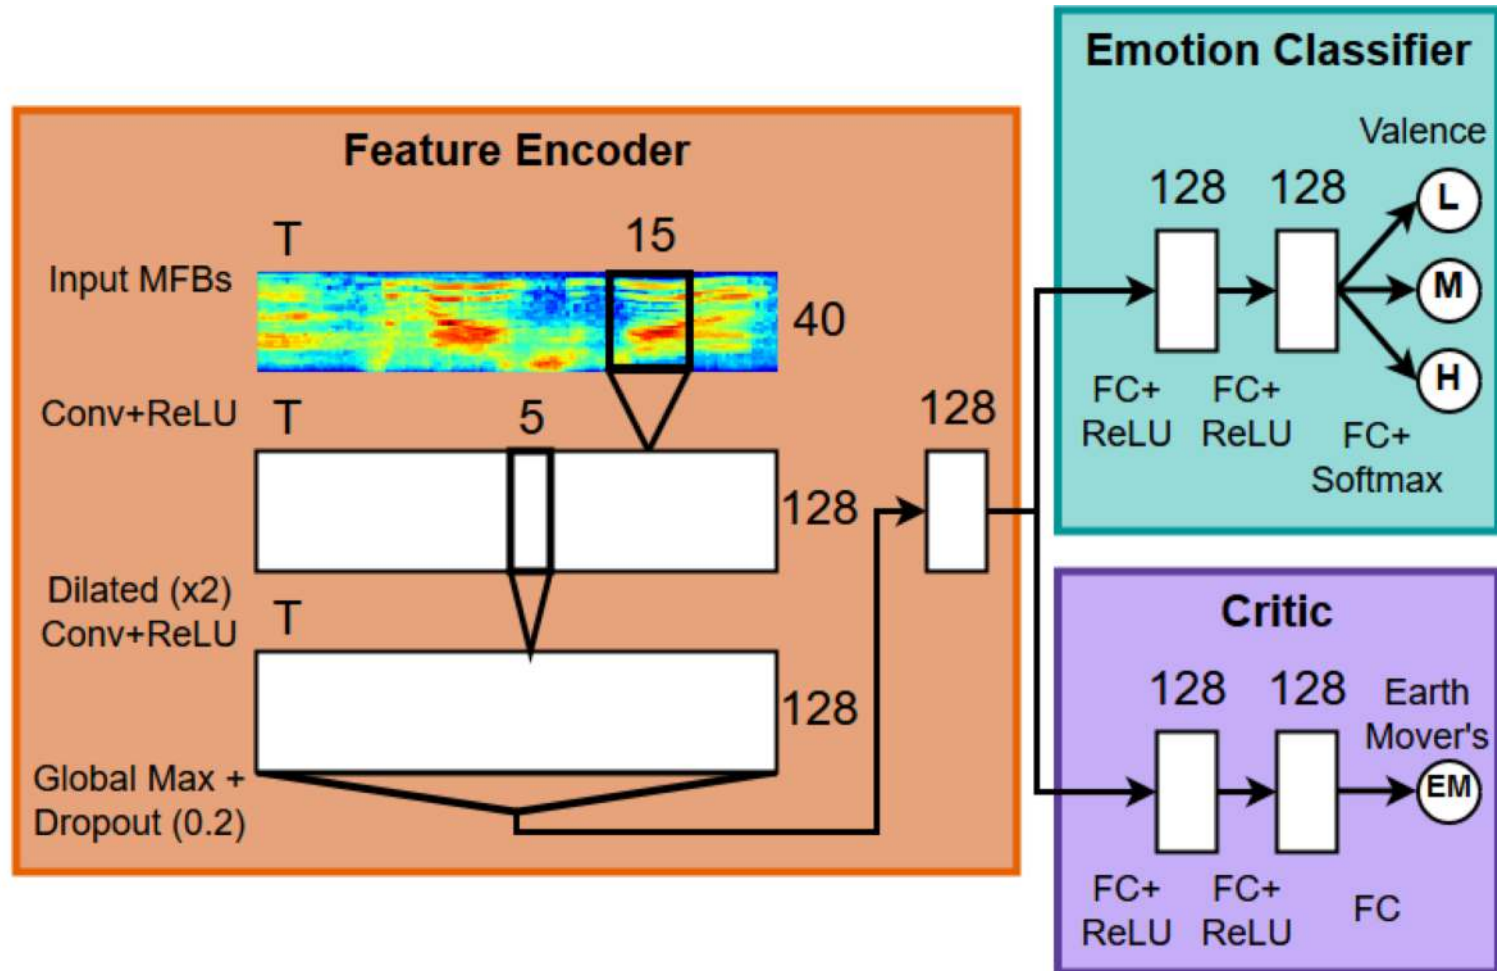 Feature Encoder
T
15
Input MFBs
40
Conv+ReLU
T
5
128
Dilated (x2)
Conv+ReLU
T
128
Global Max +
Dropout (0.2)
128
Emotion Classifier
Valence
128
128
L
M
H
FC+
ReLU
FC+
ReLU
FC+
Softmax
Critic
128
128
Earth
Mover's
EM
FC+
ReLU
FC+
ReLU
FC